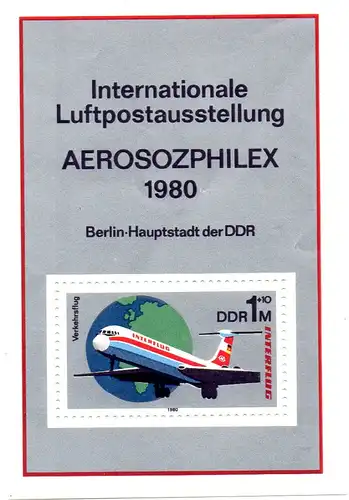 Internationale
Luftpostausstellung
AEROSOZPHILEX
1980
Berlin-Hauptstadt der DDR
Verkehrsflug
DDR 1+10 M
INTERFLUG
INTERFLUG
1980